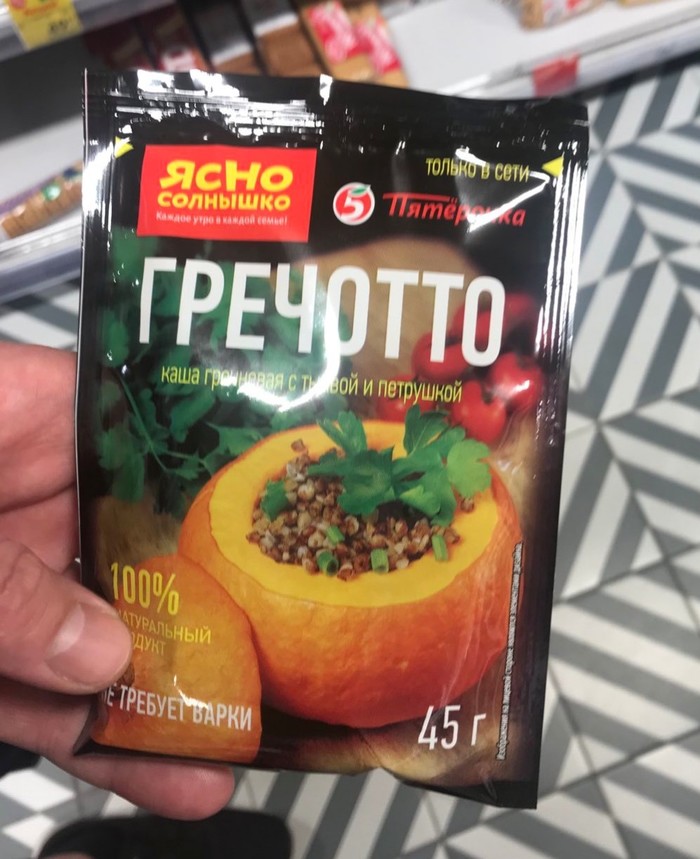 ЯСНО
СОЛНЫШКО
Каждое утро в каждой семье!
ТОЛЬКО В СЕТИ
5 Пятёрочка
ГРЕЧОТТО
каша гречневая с тыквой и петрушкой
100%
НАТУРАЛЬНЫЙ
ПРОДУКТ
НЕ ТРЕБУЕТ ВАРКИ
45 г